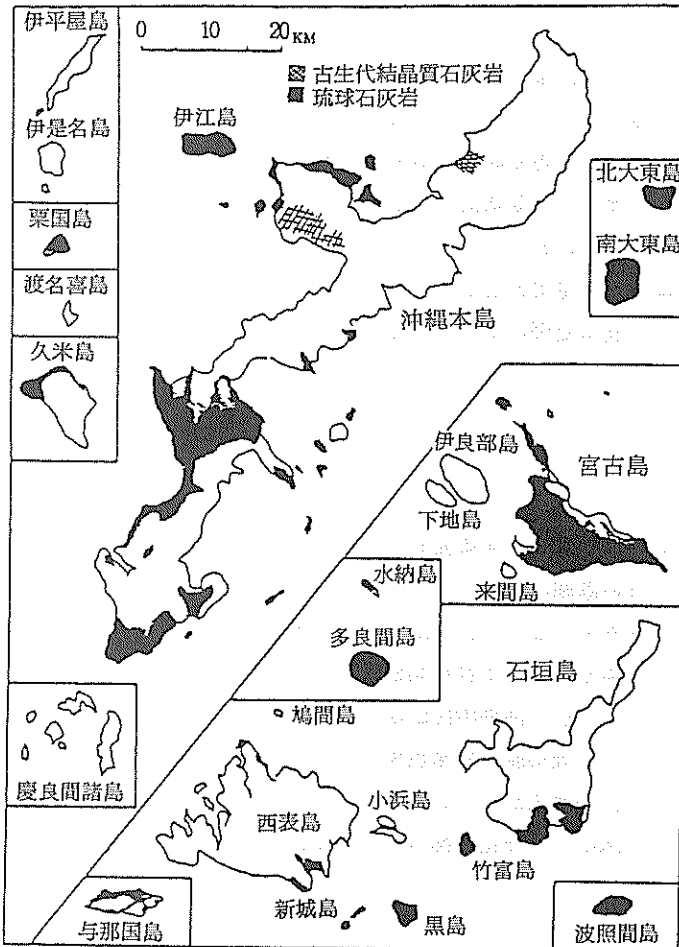 伊平屋島
0 10 20 KM
古生代結晶質石灰岩
琉球石灰岩
伊江島
伊是名島
北大東島
粟国島
南大東島
渡名喜島
沖縄本島
久米島
伊良部島
宮古島
下地島
来間島
水納島
多良間島
石垣島
鳩間島
慶良間諸島
小浜島
西表島
竹富島
新城島
黒島
与那国島
波照間島